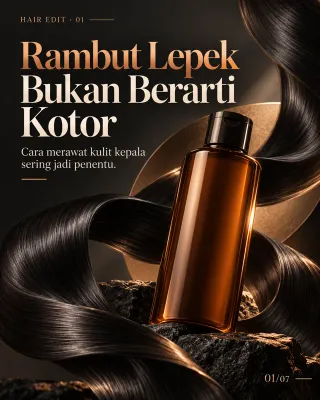 HAIR EDIT · 01
Rambut Lepek
Bukan Berarti
Kotor
Cara merawat kulit kepala
sering jadi penentu.
01/07